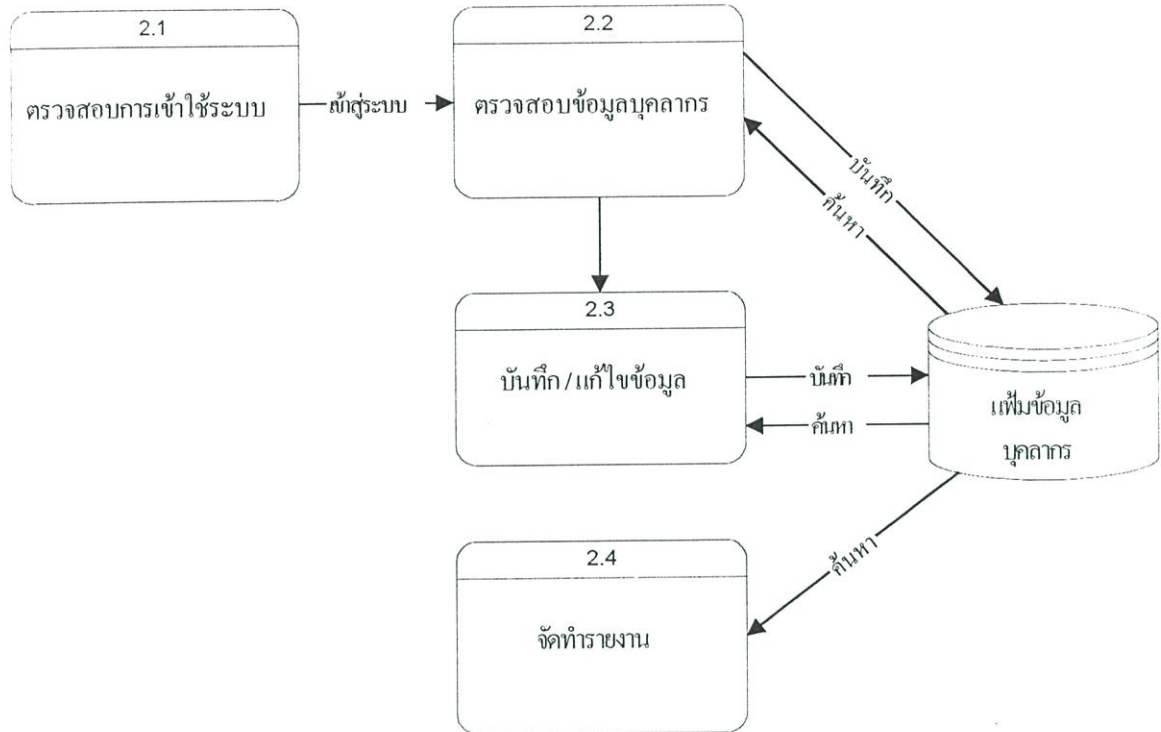 2.1
ตรวจสอบการเข้าใช้ระบบ
เข้าสู่ระบบ
2.2
ตรวจสอบข้อมูลบุคลากร
บันทึก
ค้นหา
2.3
บันทึก/แก้ไขข้อมูล
บันทึก
ค้นหา
แฟ้มข้อมูล
บุคลากร
ค้นหา
2.4
จัดทำรายงาน